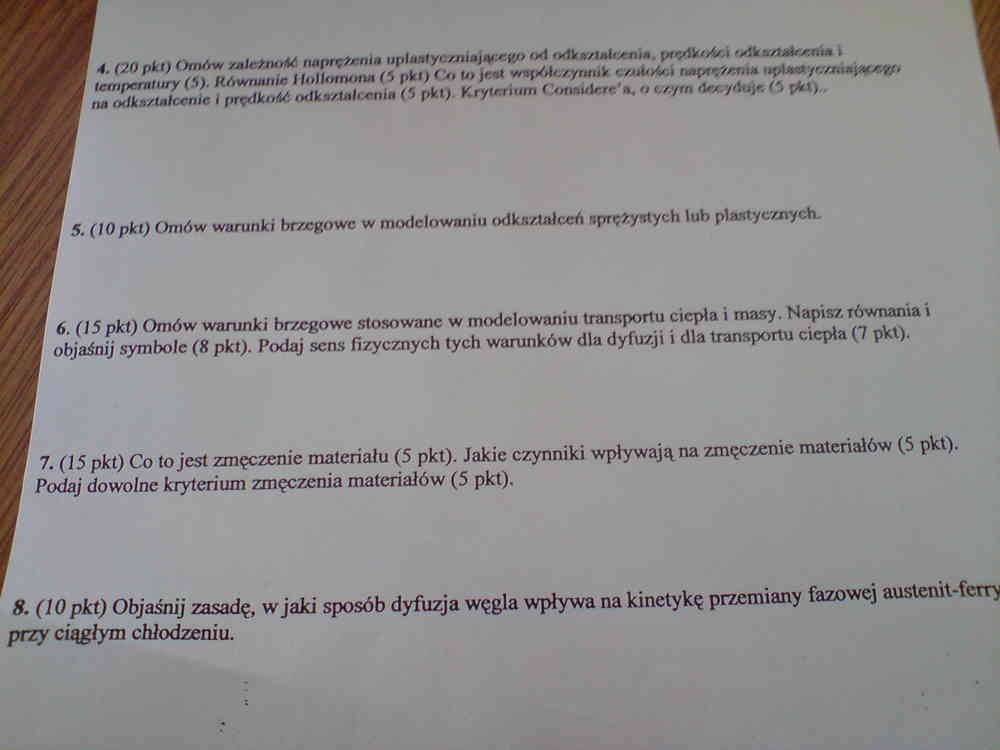 4. (20 pkt) Omów zależność naprężenia uplastyczniającego od odkształcenia, prędkości odkształcenia i
temperatury (5). Równanie Hollomona (5 pkt) Co to jest współczynnik czułości naprężenia uplastyczniającego
na odkształcenie i prędkość odkształcenia (5 pkt). Kryterium Considere'a, o czym decyduje (5 pkt)..
5. (10 pkt) Omów warunki brzegowe w modelowaniu odkształceń sprężystych lub plastycznych.
6. (15 pkt) Omów warunki brzegowe stosowane w modelowaniu transportu ciepła i masy. Napisz równania i
objaśnij symbole (8 pkt). Podaj sens fizycznych tych warunków dla dyfuzji i dla transportu ciepła (7 pkt).
7. (15 pkt) Co to jest zmęczenie materiału (5 pkt). Jakie czynniki wpływają na zmęczenie materiałów (5 pkt).
Podaj dowolne kryterium zmęczenia materiałów (5 pkt).
8. (10 pkt) Objaśnij zasadę, w jaki sposób dyfuzja węgla wpływa na kinetykę przemiany fazowej austenit-ferry
przy ciągłym chłodzeniu.